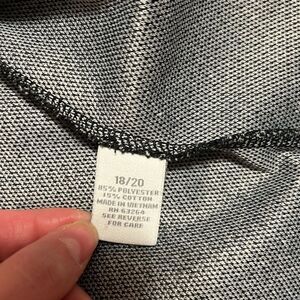 18/20
85% POLYESTER
15% COTTON
MADE IN VIETNAM
RN 63264
SEE REVERSE
FOR CARE